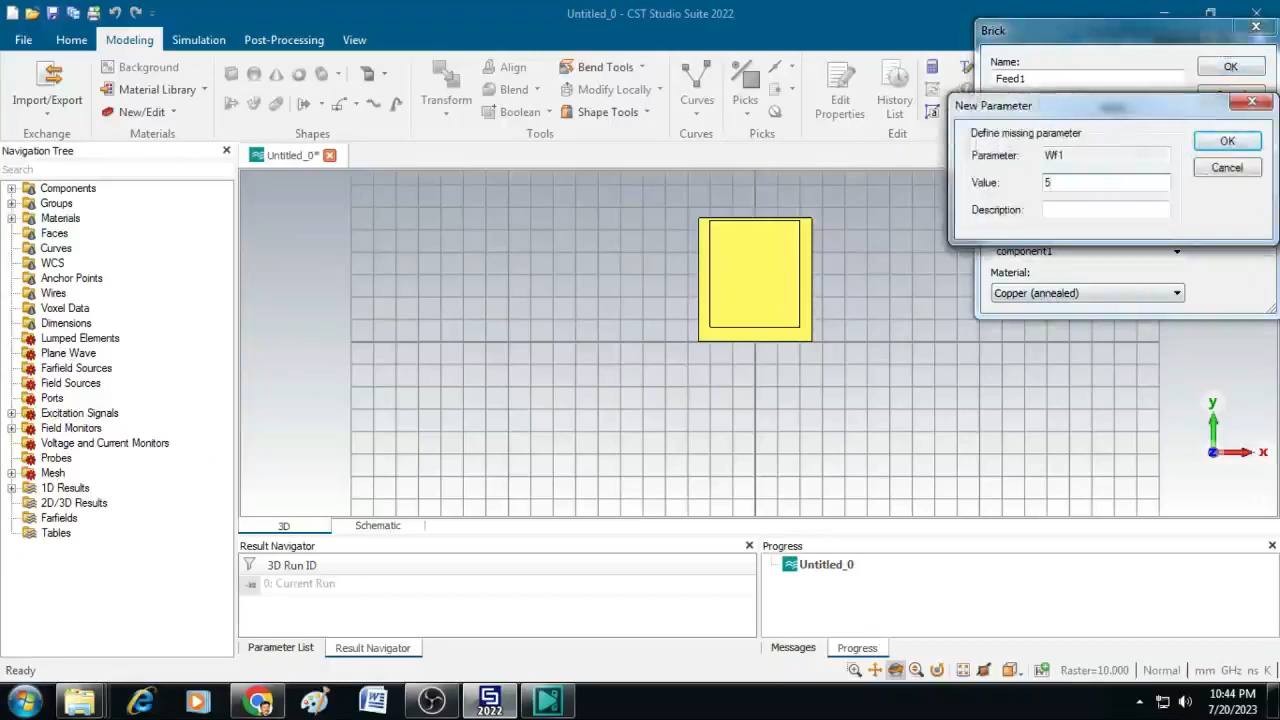 Untitled_0 - CST Studio Suite 2022
File
Home
Modeling
Simulation
Post-Processing
View
Import/Export
Exchange
Background
Material Library
New/Edit
Materials
Shapes
Transform
Align
Blend
Boolean
Bend Tools
Modify Locally
Shape Tools
Tools
Curves
Curves
Picks
Picks
Edit
Properties
History
List
Edit
Brick
Name:
OK
Feed1
New Parameter
Define missing parameter
Parameter:
Wf1
OK
Value:
5
Cancel
Description:
component1
Material:
Copper (annealed)
Navigation Tree
Search
Components
Groups
Materials
Faces
Curves
WCS
Anchor Points
Wires
Voxel Data
Dimensions
Lumped Elements
Plane Wave
Farfield Sources
Field Sources
Ports
Excitation Signals
Field Monitors
Voltage and Current Monitors
Probes
Mesh
1D Results
2D/3D Results
Farfields
Tables
Untitled_0*
y
z
x
3D
Schematic
Result Navigator
3D Run ID
0: Current Run
Parameter List
Result Navigator
Progress
Untitled_0
Messages
Progress
Ready
Raster=10.000
Normal
mm GHz ns K
S
2022
10:44 PM
7/20/2023